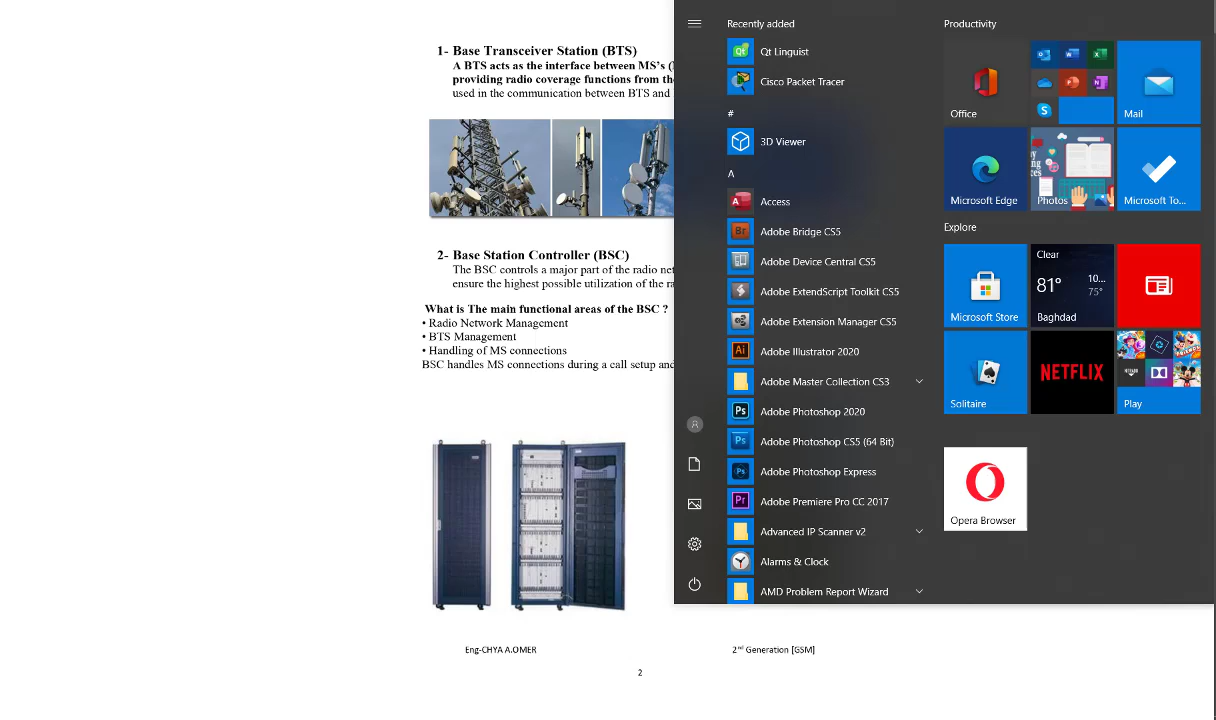 1- Base Transceiver Station (BTS)
A BTS acts as the interface between MS's (
providing radio coverage functions from the
used in the communication between BTS and
2- Base Station Controller (BSC)
The BSC controls a major part of the radio net
ensure the highest possible utilization of the ra
What is The main functional areas of the BSC ?
• Radio Network Management
• BTS Management
• Handling of MS connections
BSC handles MS connections during a call setup and
Eng-CHYA A.OMER
2nd Generation [GSM]
2
Recently added
Qt Linguist
Cisco Packet Tracer
#
3D Viewer
A
Access
Adobe Bridge CS5
Adobe Device Central CS5
Adobe ExtendScript Toolkit CS5
Adobe Extension Manager CS5
Adobe Illustrator 2020
Adobe Master Collection CS3
Adobe Photoshop 2020
Adobe Photoshop CS5 (64 Bit)
Adobe Photoshop Express
Adobe Premiere Pro CC 2017
Advanced IP Scanner v2
Alarms & Clock
AMD Problem Report Wizard
Productivity
Office
Mail
Microsoft Edge
Photos
Microsoft To...
Explore
Microsoft Store
Clear
81° 10...
75°
Baghdad
Solitaire
NETFLIX
Play
Opera Browser